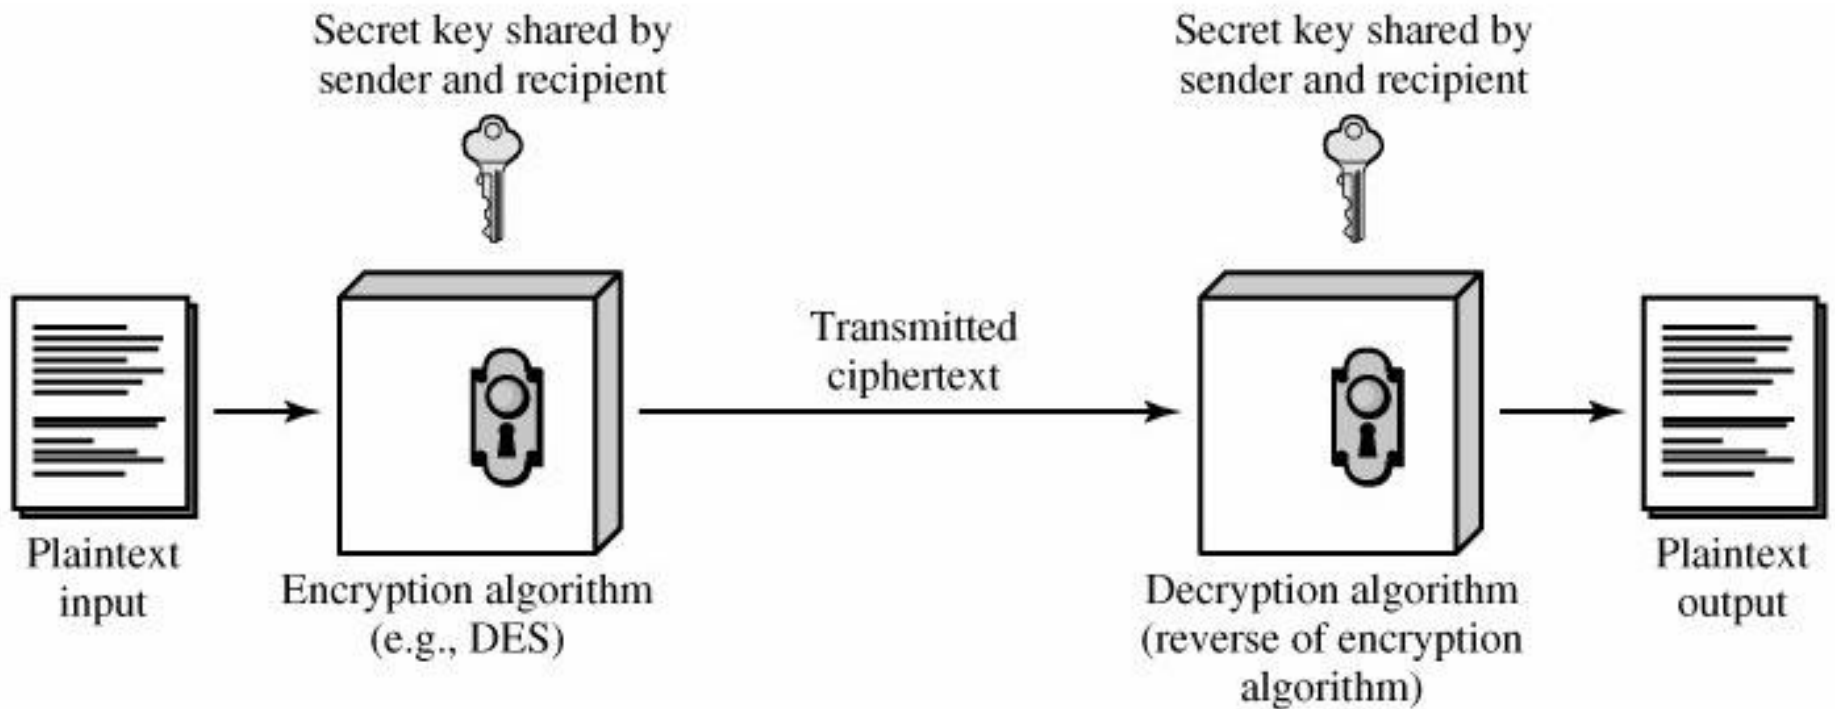 Secret key shared by
sender and recipient
Secret key shared by
sender and recipient
Transmitted
ciphertext
Plaintext
input
Encryption algorithm
(e.g., DES)
Decryption algorithm
(reverse of encryption
algorithm)
Plaintext
output